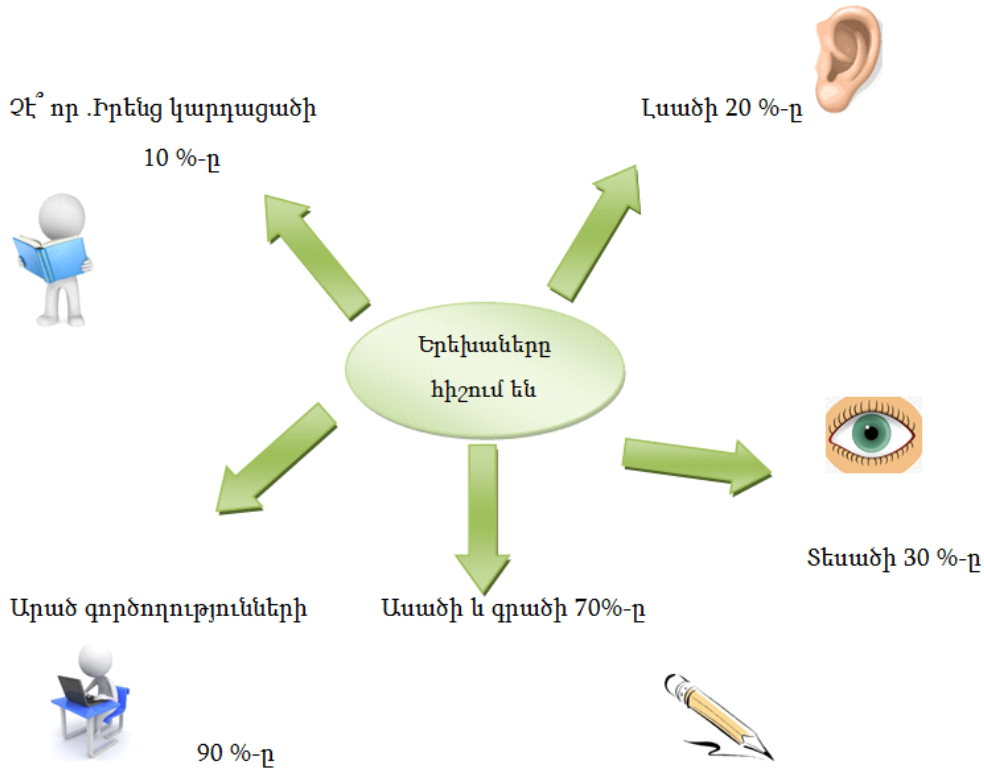 Չէ՞ որ .Իրենց կարդացածի
10 %-ը
Լսածի 20 %-ը
Երեխաները
հիշում են
Տեսածի 30 %-ը
Արած գործողությունների
90 %-ը
Ասածի և գրածի 70%-ը